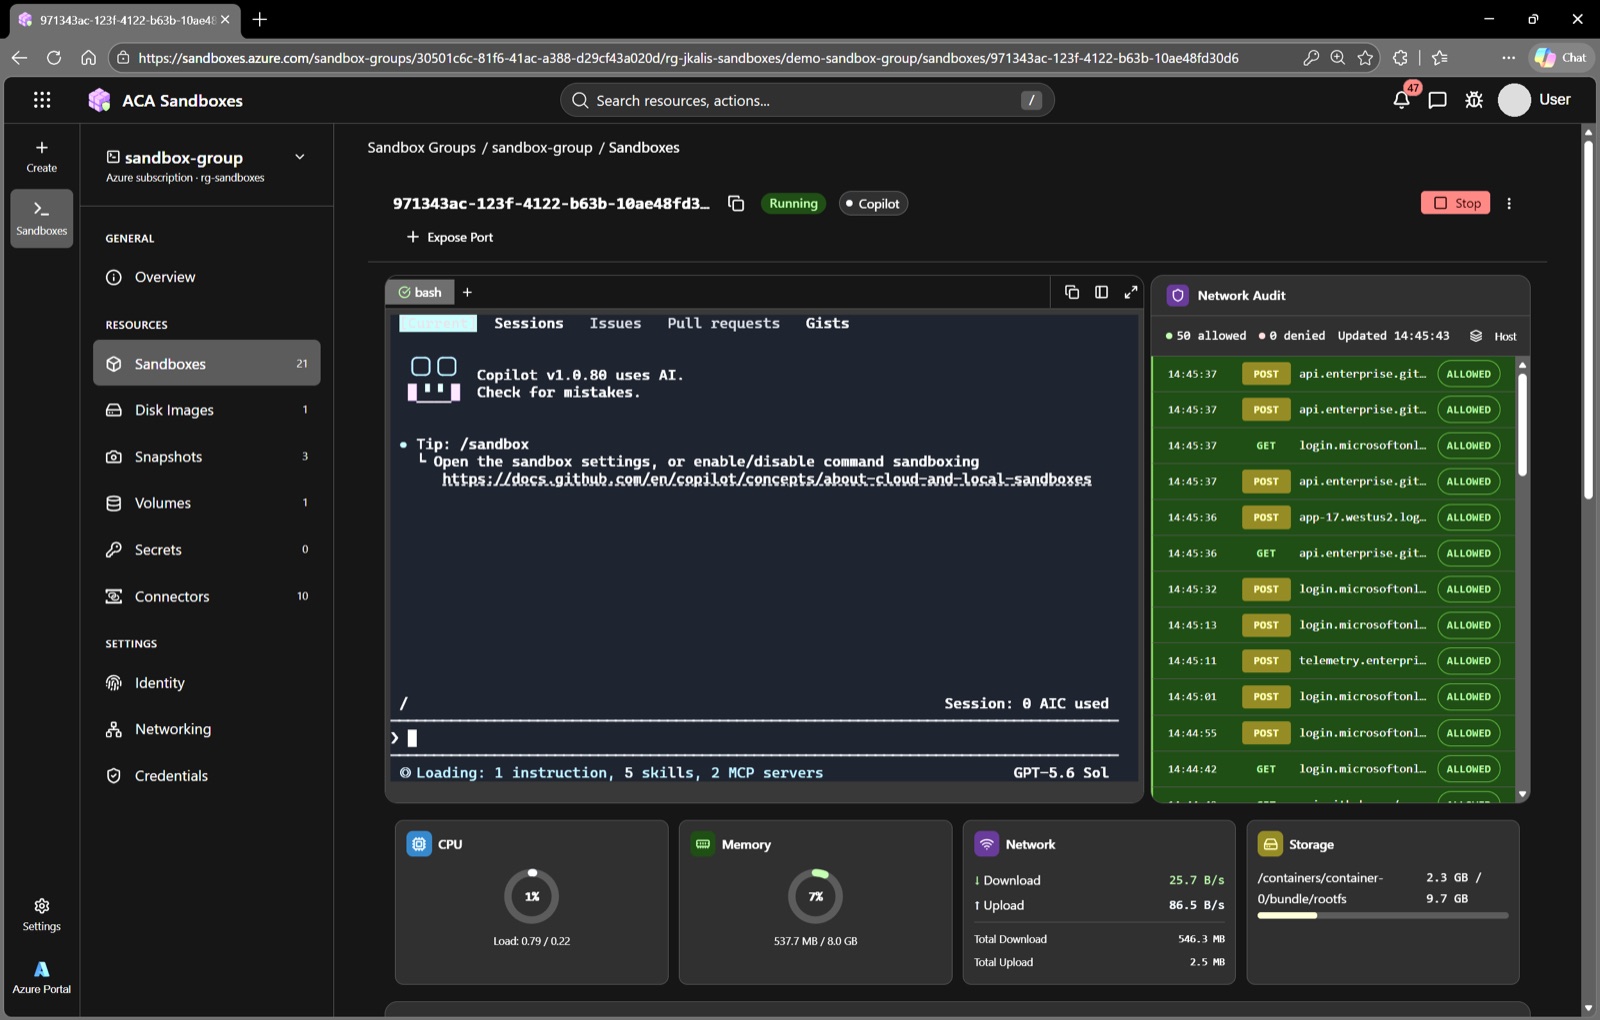 971343ac-123f-4122-b63b-10ae48
https://sandboxes.azure.com/sandbox-groups/30501c6c-81f6-41ac-a388-d29cf43a020d/rg-jkalis-sandboxes/demo-sandbox-group/sandboxes/971343ac-123f-4122-b63b-10ae48fd30d6
Chat
ACA Sandboxes
Search resources, actions...
/
47
User
Create
Sandboxes
sandbox-group
Azure subscription · rg-sandboxes
GENERAL
Overview
RESOURCES
Sandboxes 21
Disk Images 1
Snapshots 3
Volumes 1
Secrets 0
Connectors 10
SETTINGS
Identity
Networking
Credentials
Settings
Azure Portal
Sandbox Groups / sandbox-group / Sandboxes
971343ac-123f-4122-b63b-10ae48fd3…
Running
Copilot
Stop
+ Expose Port
bash
Current Sessions Issues Pull requests Gists
Copilot v1.0.80 uses AI.
Check for mistakes.
Tip: /sandbox
Open the sandbox settings, or enable/disable command sandboxing
https://docs.github.com/en/copilot/concepts/about-cloud-and-local-sandboxes
/ Session: 0 AIC used
❯
Loading: 1 instruction, 5 skills, 2 MCP servers GPT-5.6 Sol
Network Audit
50 allowed 0 denied Updated 14:45:43 Host
14:45:37 POST api.enterprise.git… ALLOWED
14:45:37 POST api.enterprise.git… ALLOWED
14:45:37 GET login.microsoftonl… ALLOWED
14:45:37 POST api.enterprise.git… ALLOWED
14:45:36 POST app-17.westus2.log… ALLOWED
14:45:36 GET api.enterprise.git… ALLOWED
14:45:32 POST login.microsoftonl… ALLOWED
14:45:13 POST login.microsoftonl… ALLOWED
14:45:11 POST telemetry.enterpri… ALLOWED
14:45:01 POST login.microsoftonl… ALLOWED
14:44:55 POST login.microsoftonl… ALLOWED
14:44:42 GET login.microsoftonl… ALLOWED
CPU
1%
Load: 0.79 / 0.22
Memory
7%
537.7 MB / 8.0 GB
Network
↓ Download 25.7 B/s
↑ Upload 86.5 B/s
Total Download 546.3 MB
Total Upload 2.5 MB
Storage
/containers/container- 2.3 GB /
0/bundle/rootfs 9.7 GB